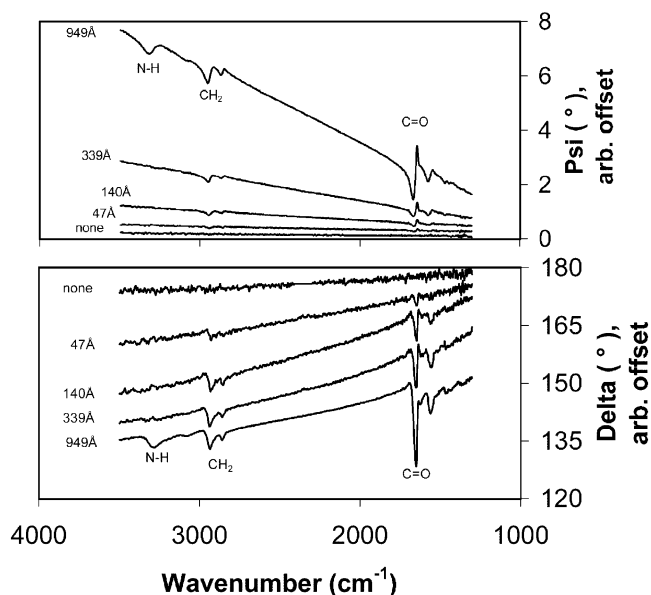 949Å
N-H
CH2
C=O
339Å
140Å
47Å
none
8
6
4
2
0
Psi ( ° ),
arb. offset
none
47Å
140Å
339Å
949Å
N-H
CH2
C=O
180
165
150
135
120
Delta ( ° ),
arb. offset
4000 3000 2000 1000
Wavenumber (cm-1)